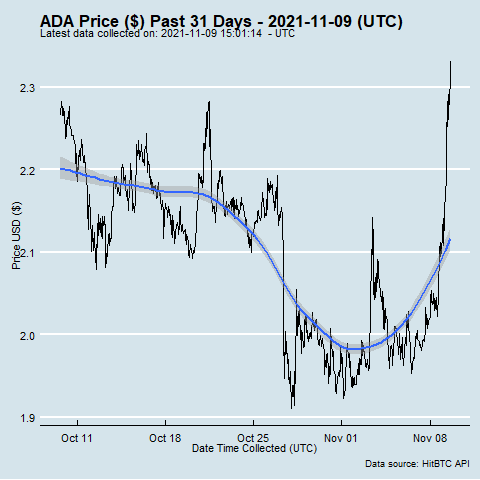 ADA Price ($) Past 31 Days - 2021-11-09 (UTC)
Latest data collected on: 2021-11-09 15:01:14 - UTC
2.3
2.2
2.1
2.0
1.9
Price USD ($)
Oct 11 Oct 18 Oct 25 Nov 01 Nov 08
Date Time Collected (UTC)
Data source: HitBTC API